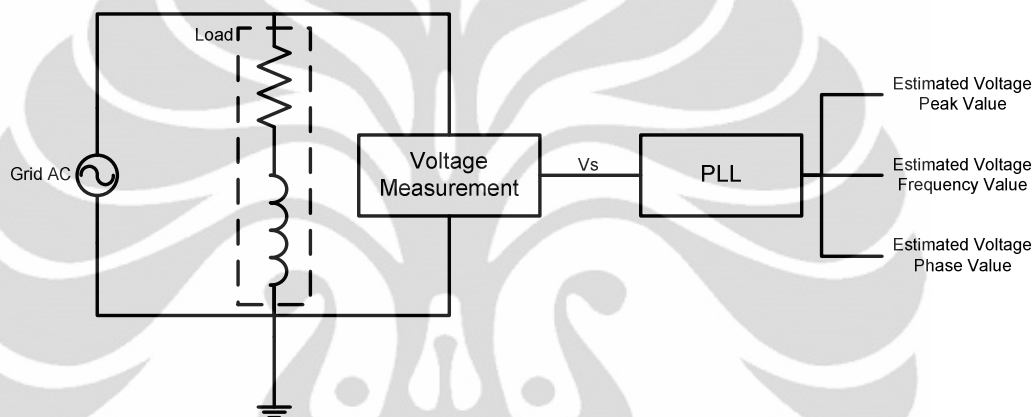 Load
Grid AC
Voltage
Measurement
Vs
PLL
Estimated Voltage
Peak Value
Estimated Voltage
Frequency Value
Estimated Voltage
Phase Value